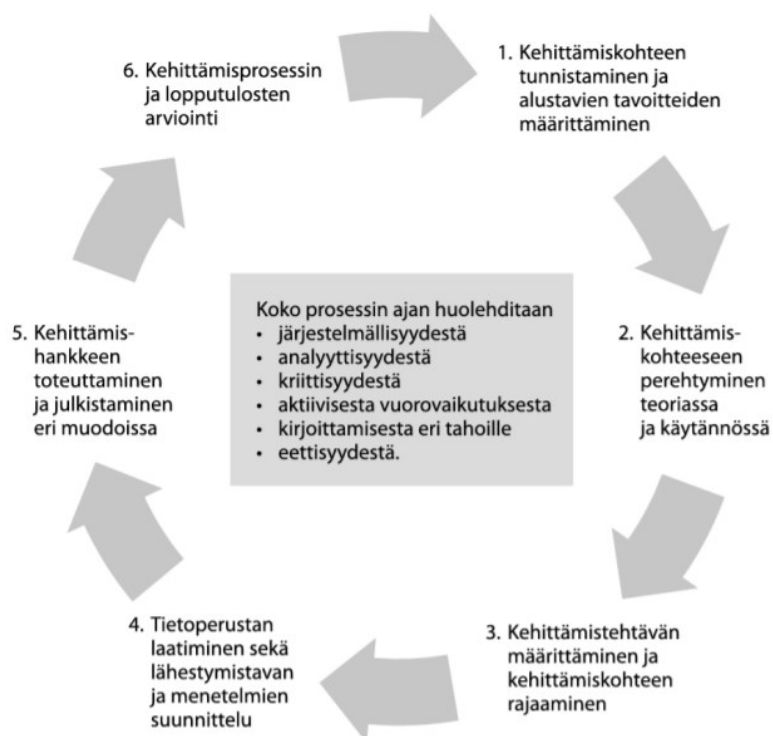 1. Kehittämiskohteen
tunnistaminen ja
alustavien tavoitteiden
määrittäminen
2. Kehittämis-
kohteeseen
perehtyminen
teoriassa
ja käytännössä
3. Kehittämistehtävän
määrittäminen ja
kehittämiskohteen
rajaaminen
4. Tietoperustan
laatiminen sekä
lähestymistavan
ja menetelmien
suunnittelu
5. Kehittämis-
hankkeen
toteuttaminen
ja julkistaminen
eri muodoissa
6. Kehittämisprosessin
ja lopputulosten
arviointi
Koko prosessin ajan huolehditaan
• järjestelmällisyydestä
• analyyttisyydestä
• kriittisyydestä
• aktiivisesta vuorovaikutuksesta
• kirjoittamisesta eri tahoille
• eettisyydestä.